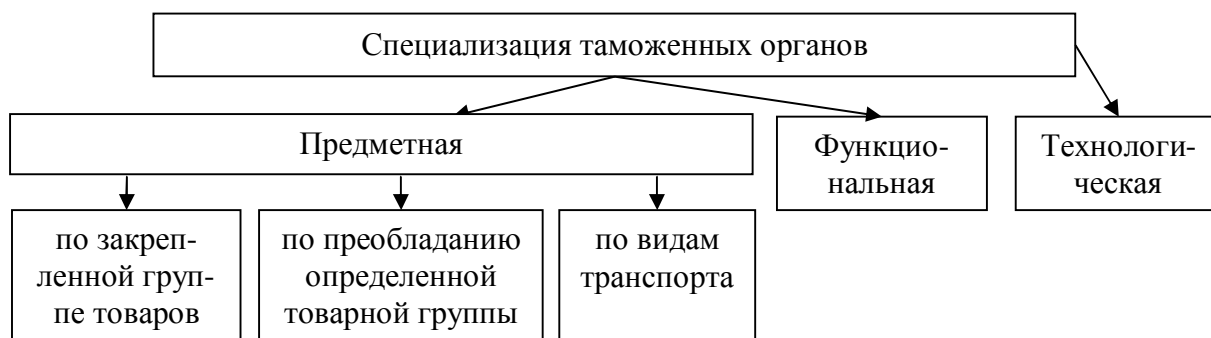 Специализация таможенных органов
Предметная
Функцио-
нальная
Технологи-
ческая
по закреп-
ленной груп-
пе товаров
по преобладанию
определенной
товарной группы
по видам
транспорта